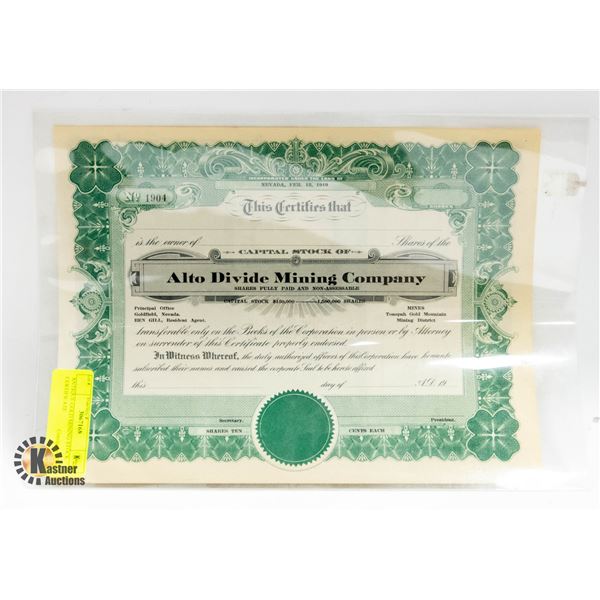 INCORPORATED UNDER THE LAWS OF
NEVADA, FEB. 15, 1919
No 1904
This Certifies that
is the owner of Shares of the
CAPITAL STOCK OF
Alto Divide Mining Company
SHARES FULLY PAID AND NON-ASSESSABLE
CAPITAL STOCK $150,000 1,500,000 SHARES
Principal Office
Goldfield, Nevada.
BEN GILL, Resident Agent.
MINES
Tonopah Gold Mountain
Mining District
transferable only on the Books of the Corporation in person or by Attorney
on surrender of this Certificate properly endorsed.
In Witness Whereof, the duly authorized officers of this Corporation have hereunto
subscribed their names and caused the corporate Seal to be hereto affixed
this day of A.D. 19
Secretary. President.
SHARES TEN CENTS EACH
Kastner
Auctions